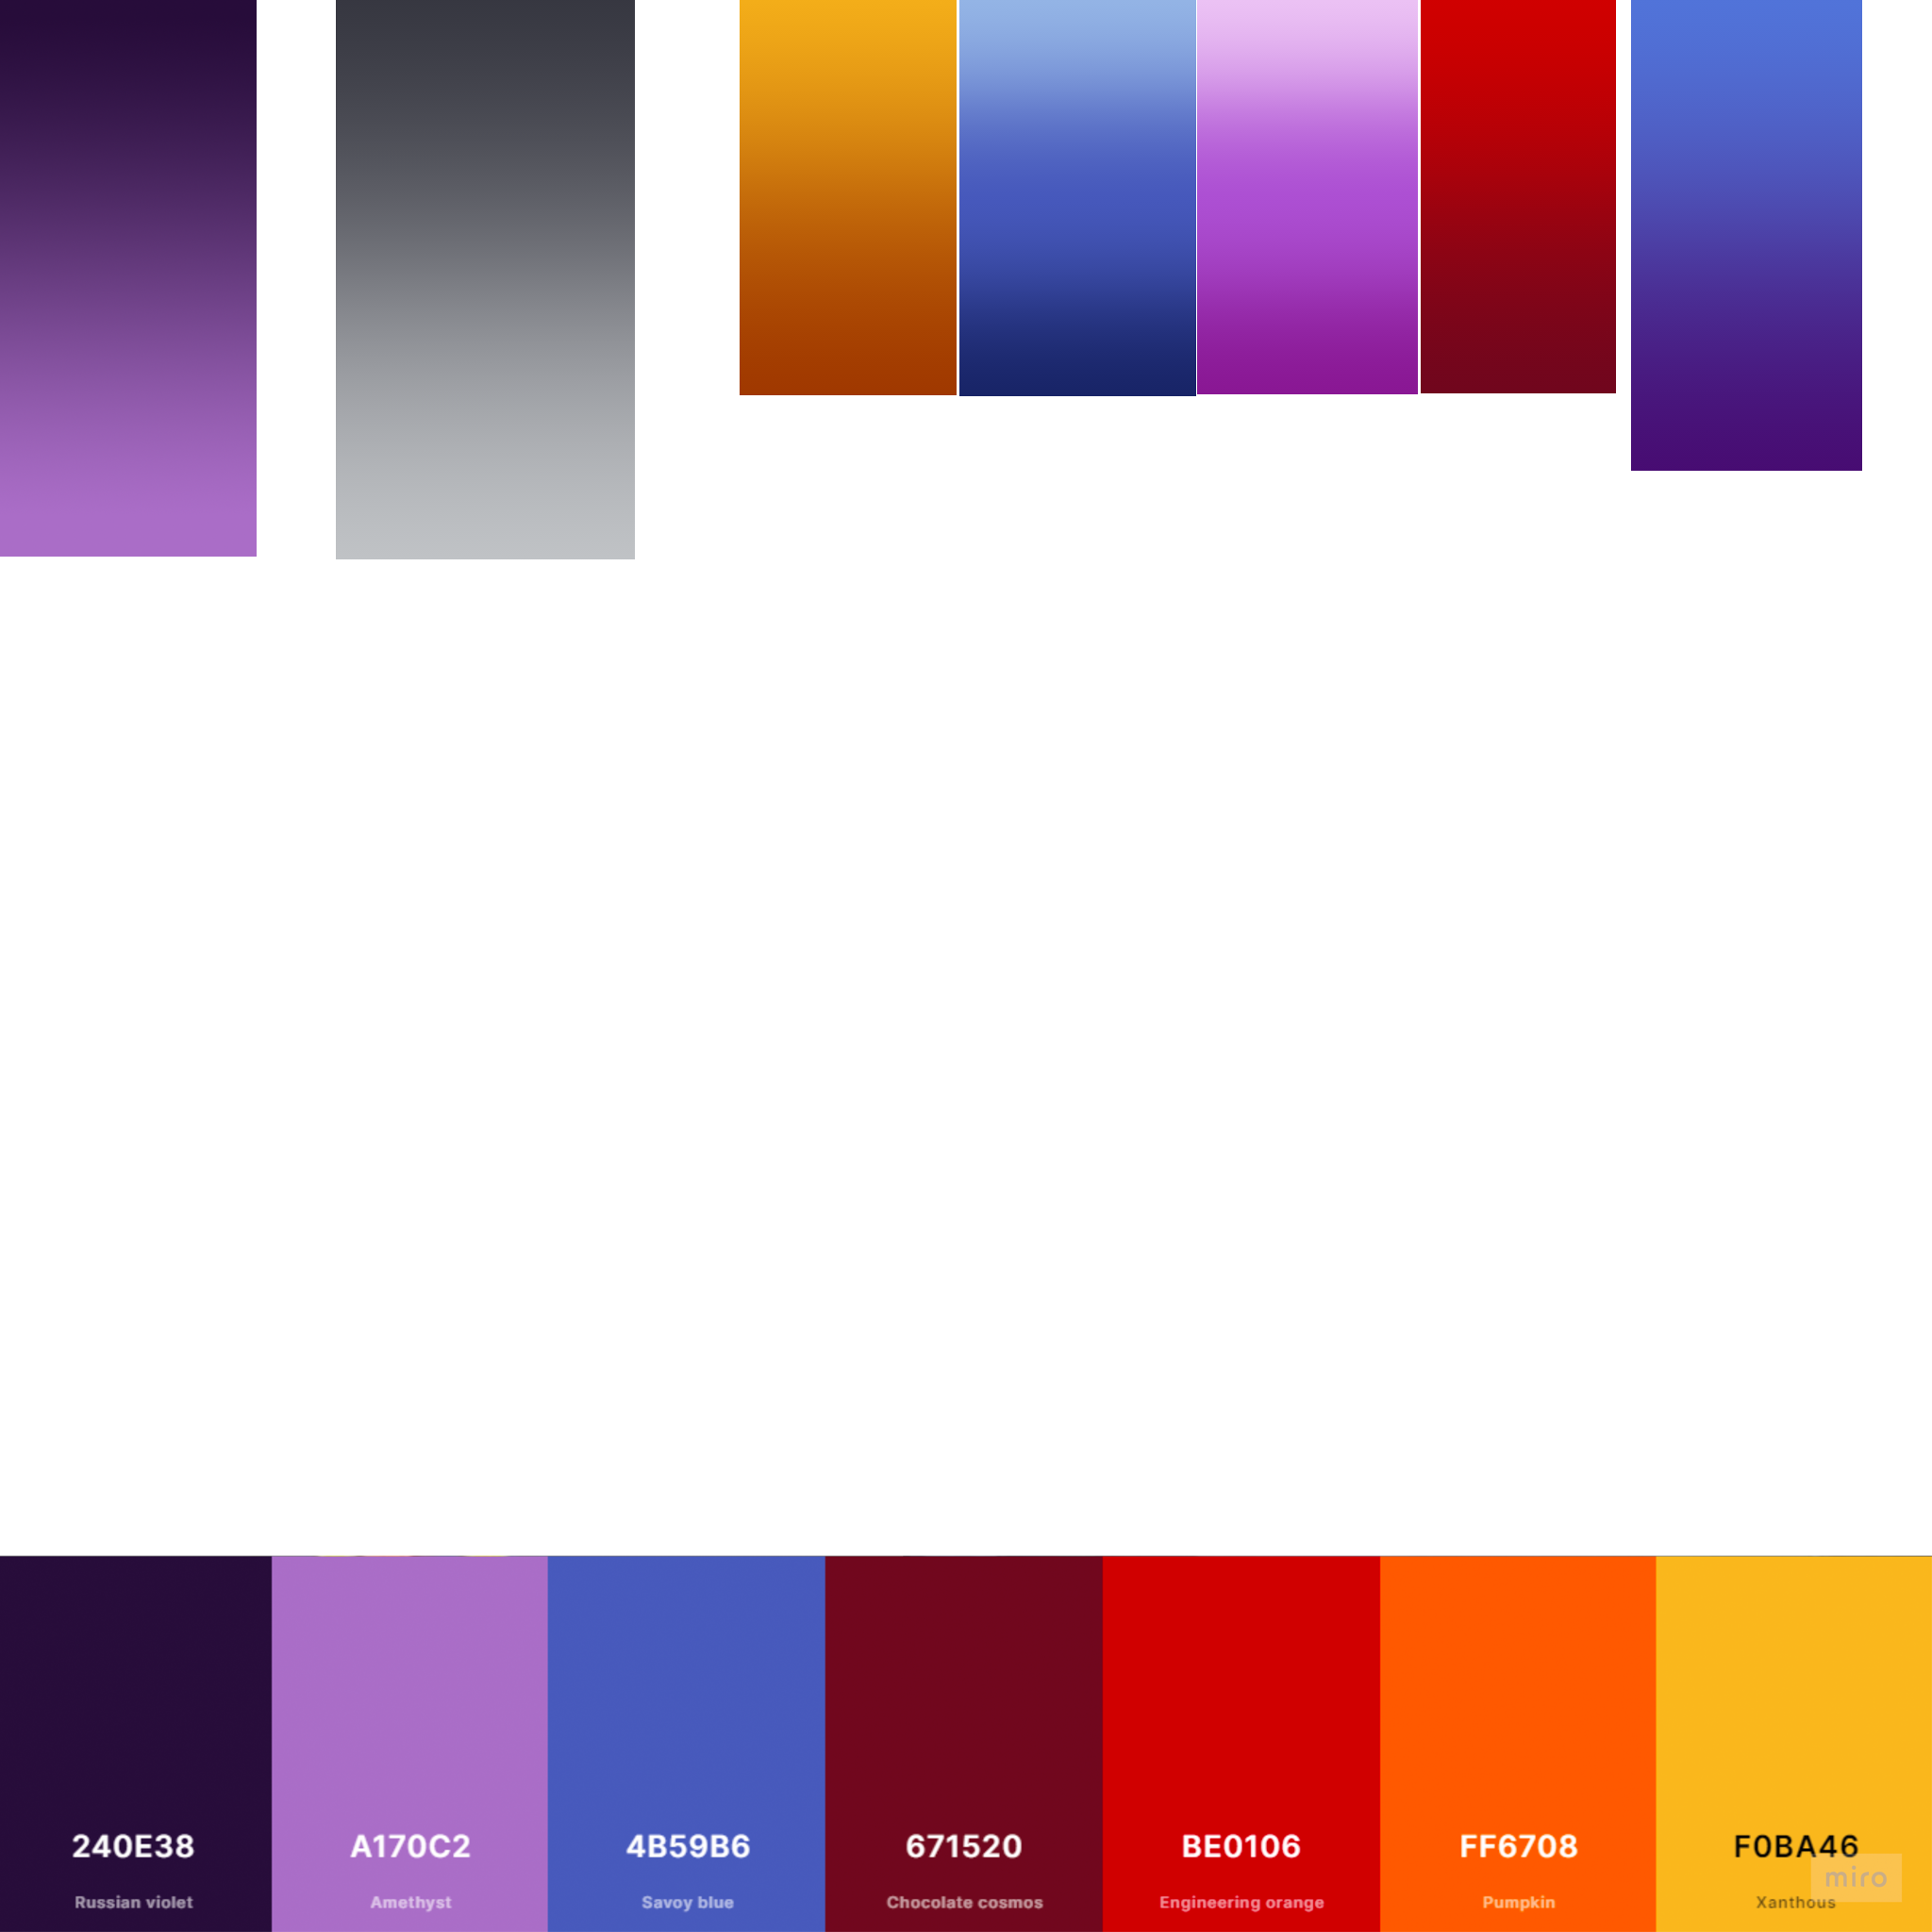 240E38
A170C2
4B59B6
671520
BE0106
FF6708
F0BA46
miro
Russian violet
Amethyst
Savoy blue
Chocolate cosmos
Engineering orange
Pumpkin
Xanthous